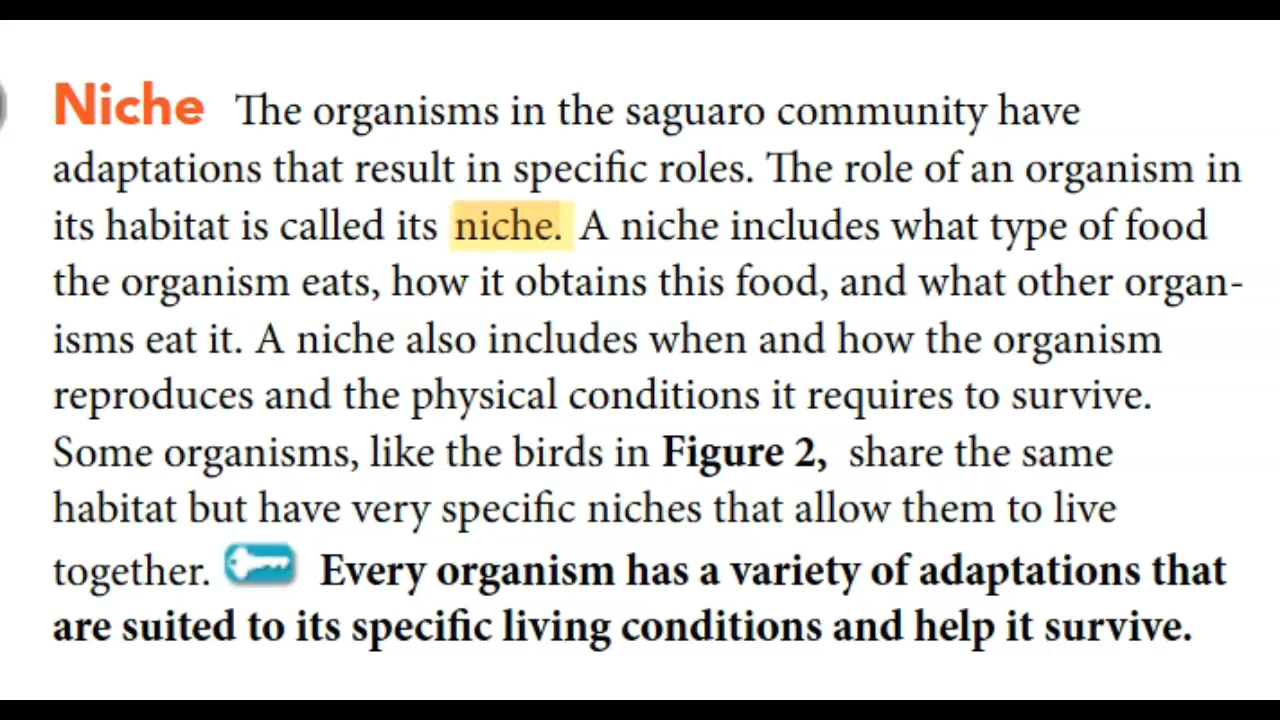 Niche The organisms in the saguaro community have
adaptations that result in specific roles. The role of an organism in
its habitat is called its niche. A niche includes what type of food
the organism eats, how it obtains this food, and what other organ-
isms eat it. A niche also includes when and how the organism
reproduces and the physical conditions it requires to survive.
Some organisms, like the birds in Figure 2, share the same
habitat but have very specific niches that allow them to live
together. Every organism has a variety of adaptations that
are suited to its specific living conditions and help it survive.